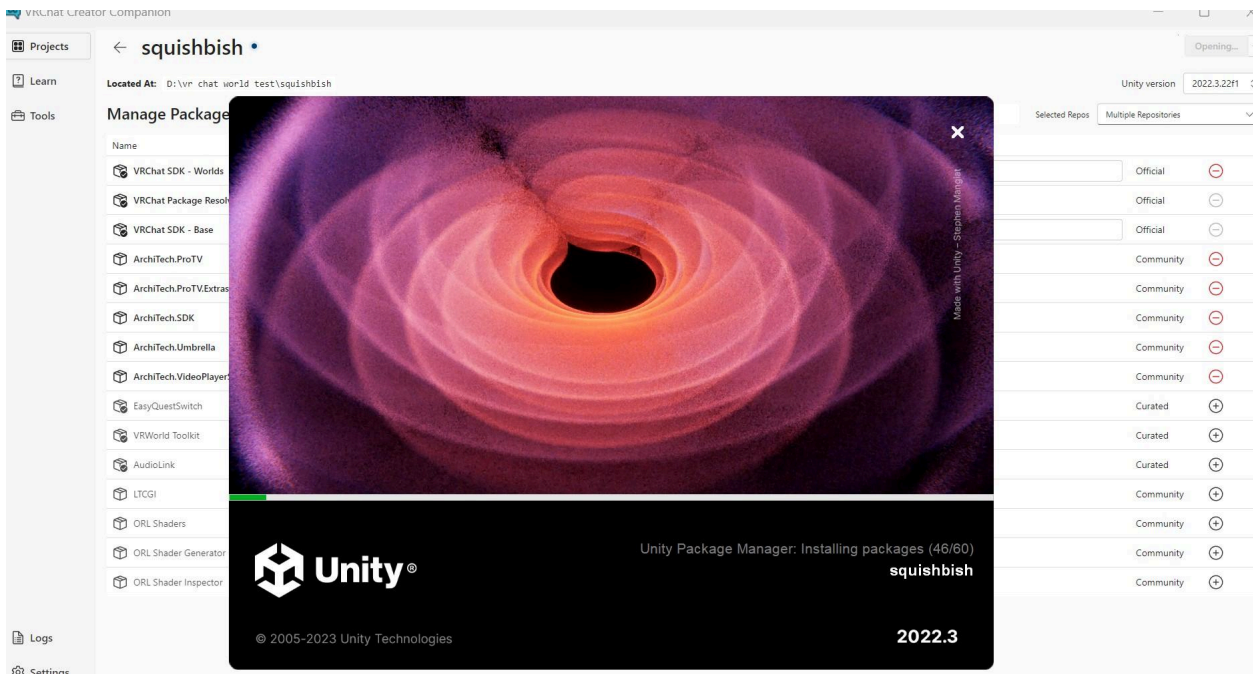 VRChat Creator Companion
Projects
← squishbish
Opening...
Learn
Located At: D:\vr chat world test\squishbish
Unity version 2022.3.22f1
Tools
Manage Package
Selected Repos Multiple Repositories
Name
VRChat SDK - Worlds Official
VRChat Package Resol Official
VRChat SDK - Base Official
ArchiTech.ProTV Community
ArchiTech.ProTV.Extras Community
ArchiTech.SDK Community
ArchiTech.Umbrella Community
ArchiTech.VideoPlayer Community
EasyQuestSwitch Curated
VRWorld Toolkit Curated
AudioLink Curated
LTCGI Community
ORL Shaders Community
ORL Shader Generator Community
ORL Shader Inspector Community
Made with Unity – Stephen Mangiat
Unity Package Manager: Installing packages (46/60)
squishbish
Unity®
© 2005-2023 Unity Technologies
2022.3
Logs
Settings